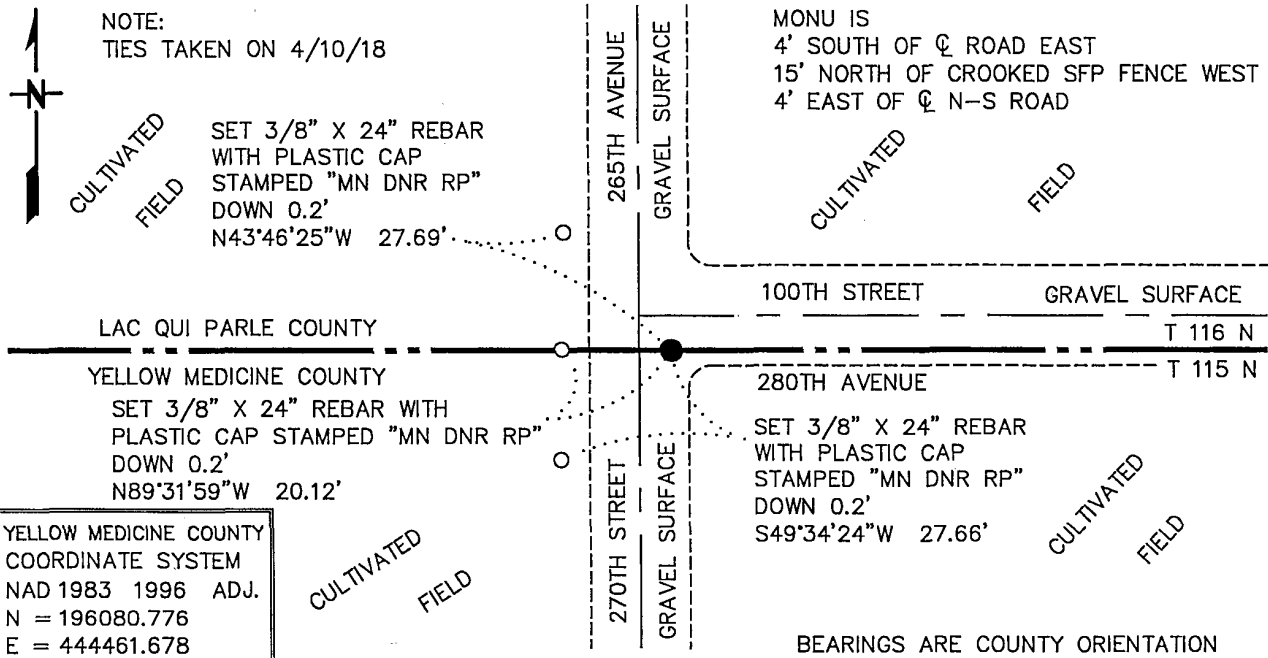 NOTE:
TIES TAKEN ON 4/10/18
N
MONU IS
4' SOUTH OF ℄ ROAD EAST
15' NORTH OF CROOKED SFP FENCE WEST
4' EAST OF ℄ N-S ROAD
CULTIVATED
FIELD
SET 3/8" X 24" REBAR
WITH PLASTIC CAP
STAMPED "MN DNR RP"
DOWN 0.2'
N43°46'25"W 27.69'
265TH AVENUE
GRAVEL SURFACE
CULTIVATED
FIELD
100TH STREET
GRAVEL SURFACE
LAC QUI PARLE COUNTY
T 116 N
YELLOW MEDICINE COUNTY
280TH AVENUE
T 115 N
SET 3/8" X 24" REBAR WITH
PLASTIC CAP STAMPED "MN DNR RP"
DOWN 0.2'
N89°31'59"W 20.12'
SET 3/8" X 24" REBAR
WITH PLASTIC CAP
STAMPED "MN DNR RP"
DOWN 0.2'
S49°34'24"W 27.66'
270TH STREET
GRAVEL SURFACE
CULTIVATED
FIELD
YELLOW MEDICINE COUNTY
COORDINATE SYSTEM
NAD 1983 1996 ADJ.
N = 196080.776
E = 444461.678
CULTIVATED
FIELD
BEARINGS ARE COUNTY ORIENTATION